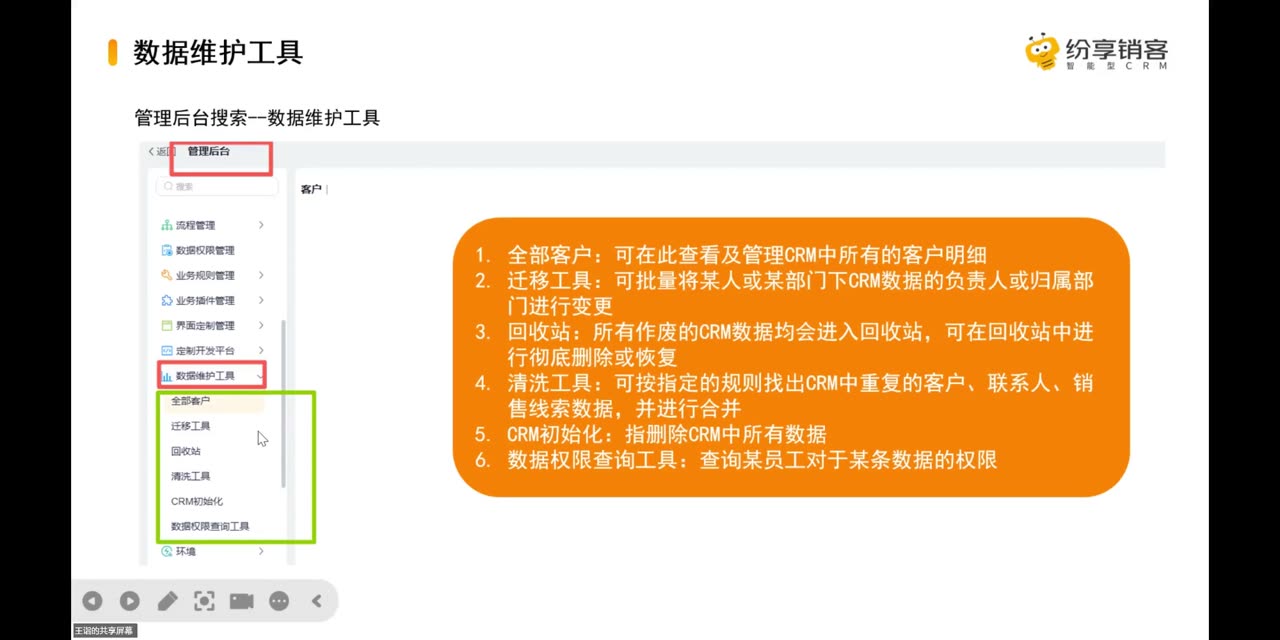 数据维护工具
纷享销客
智能型CRM
管理后台搜索--数据维护工具
返回
管理后台
搜索
客户
流程管理
数据权限管理
业务规则管理
业务插件管理
界面定制管理
定制开发平台
数据维护工具
全部客户
迁移工具
回收站
清洗工具
CRM初始化
数据权限查询工具
环境
1. 全部客户：可在此查看及管理CRM中所有的客户明细
2. 迁移工具：可批量将某人或某部门下CRM数据的负责人或归属部
门进行变更
3. 回收站：所有作废的CRM数据均会进入回收站，可在回收站中进
行彻底删除或恢复
4. 清洗工具：可按指定的规则找出CRM中重复的客户、联系人、销
售线索数据，并进行合并
5. CRM初始化：指删除CRM中所有数据
6. 数据权限查询工具：查询某员工对于某条数据的权限
王谐的共享屏幕